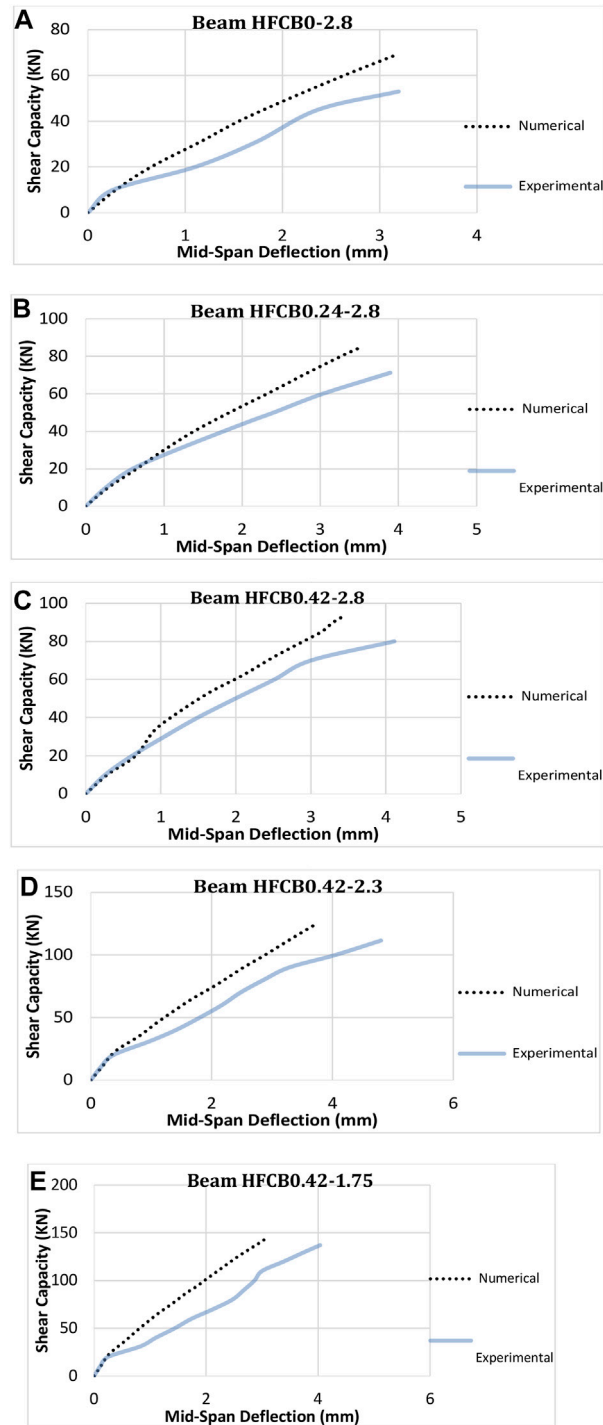 A
Beam HFCB0-2.8
Shear Capacity (KN)
80
60
40
20
0
0 1 2 3 4
Mid-Span Deflection (mm)
Numerical
Experimental
B
Beam HFCB0.24-2.8
Shear Capacity (KN)
100
80
60
40
20
0
0 1 2 3 4 5
Mid-Span Deflection (mm)
Numerical
Experimental
C
Beam HFCB0.42-2.8
Shear Capacity (KN)
100
80
60
40
20
0
0 1 2 3 4 5
Mid-Span Deflection (mm)
Numerical
Experimental
D
Beam HFCB0.42-2.3
Shear Capacity (KN)
150
100
50
0
0 2 4 6
Mid-Span Deflection (mm)
Numerical
Experimental
E
Beam HFCB0.42-1.75
Shear Capacity (KN)
200
150
100
50
0
0 2 4 6
Mid-Span Deflection (mm)
Numerical
Experimental